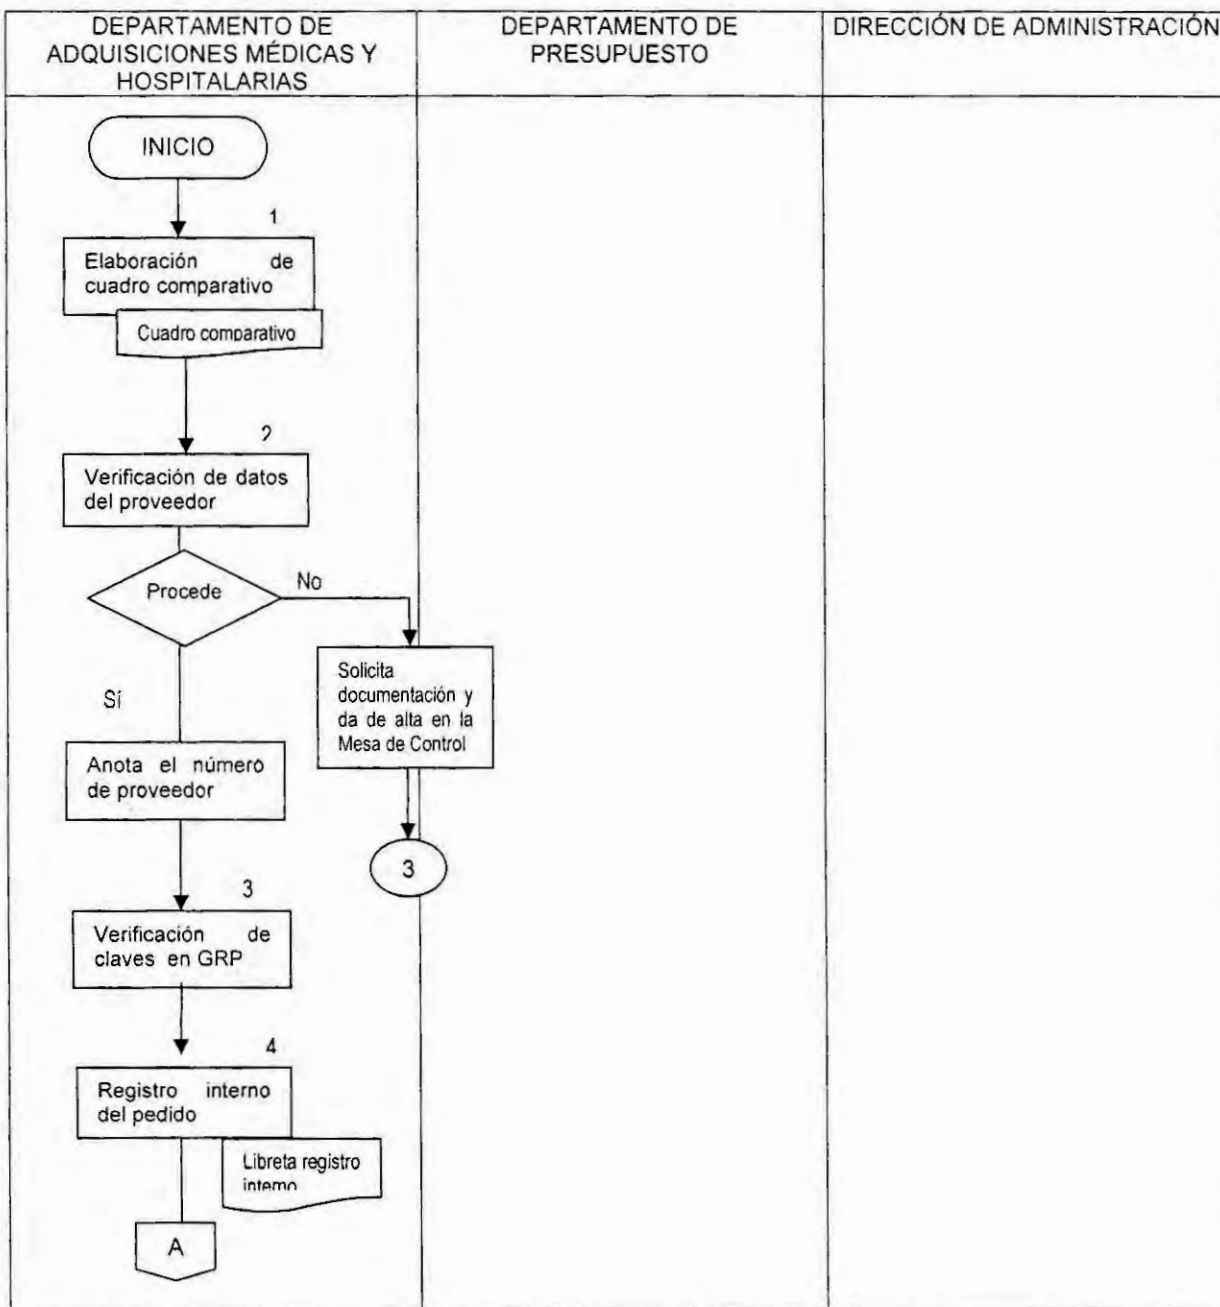 DEPARTAMENTO DE
ADQUISICIONES MÉDICAS Y
HOSPITALARIAS
DEPARTAMENTO DE
PRESUPUESTO
DIRECCIÓN DE ADMINISTRACIÓN
INICIO
1
Elaboración de
cuadro comparativo
Cuadro comparativo
2
Verificación de datos
del proveedor
Procede
No
Solicita
documentación y
da de alta en la
Mesa de Control
Sí
Anota el número
de proveedor
3
3
Verificación de
claves en GRP
4
Registro interno
del pedido
Libreta registro
interno
A